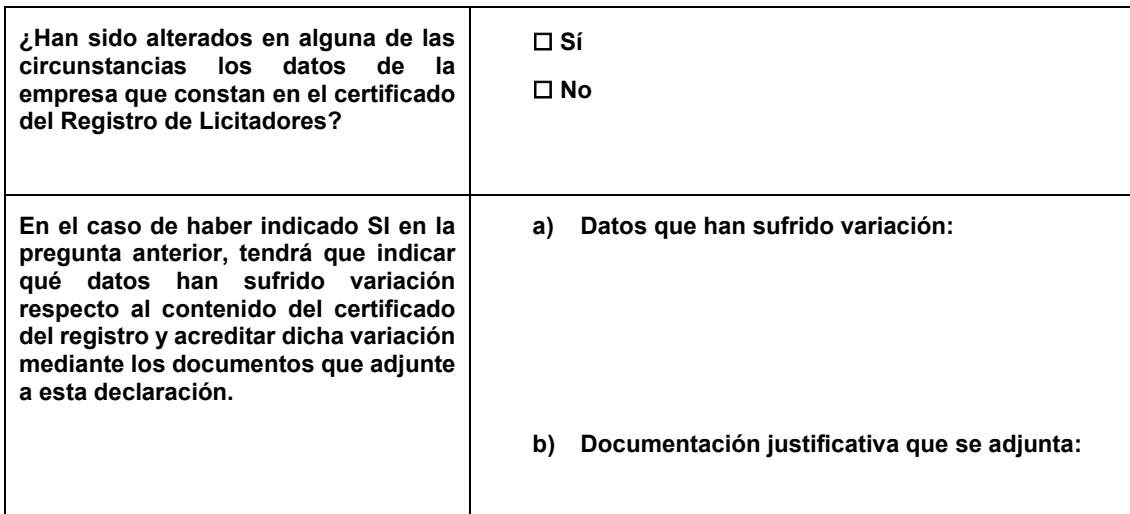 ¿Han sido alterados en alguna de las
circunstancias los datos de la
empresa que constan en el certificado
del Registro de Licitadores?
☐ Sí
☐ No
En el caso de haber indicado SI en la
pregunta anterior, tendrá que indicar
qué datos han sufrido variación
respecto al contenido del certificado
del registro y acreditar dicha variación
mediante los documentos que adjunte
a esta declaración.
a) Datos que han sufrido variación:
b) Documentación justificativa que se adjunta: